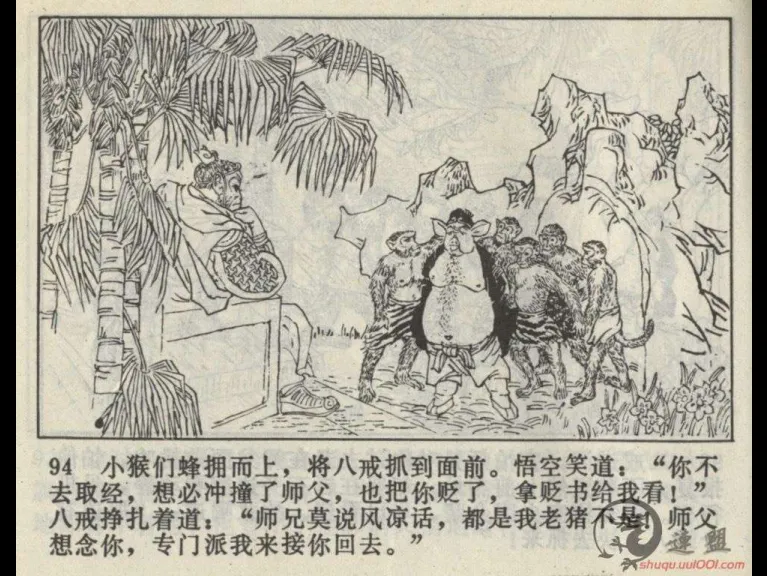 94 小猴们蜂拥而上，将八戒抓到面前。悟空笑道：“你不
去取经，想必冲撞了师父，也把你贬了，拿贬书给我看！”
八戒挣扎着道：“师兄莫说风凉话，都是我老猪不是！师父
想念你，专门派我来接你回去。”
連盟
shuqu.uu1001.com